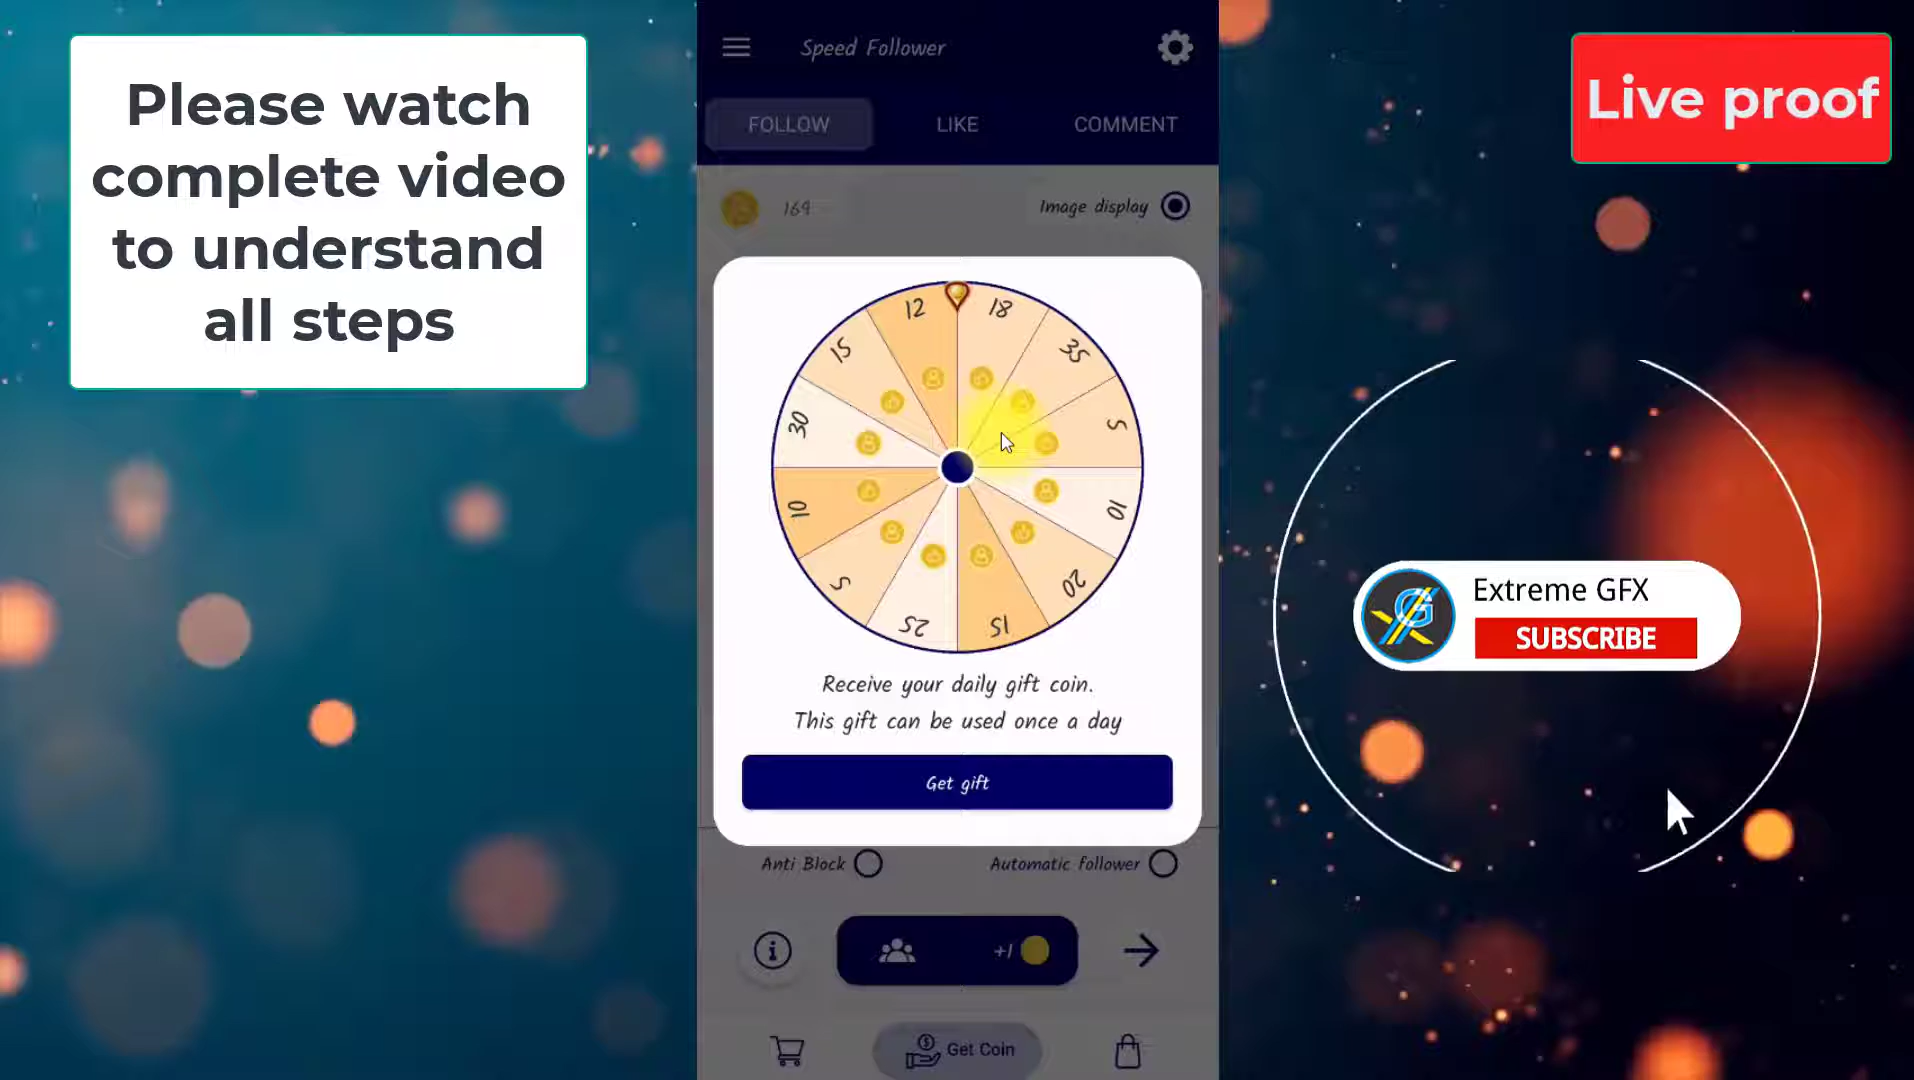 Please watch
complete video
to understand
all steps
Speed Follower
FOLLOW
LIKE
COMMENT
169
Image display
12
18
35
5
10
20
15
25
5
10
30
15
Receive your daily gift coin.
This gift can be used once a day
Get gift
Anti Block
Automatic follower
+1
Get Coin
Live proof
Extreme GFX
SUBSCRIBE